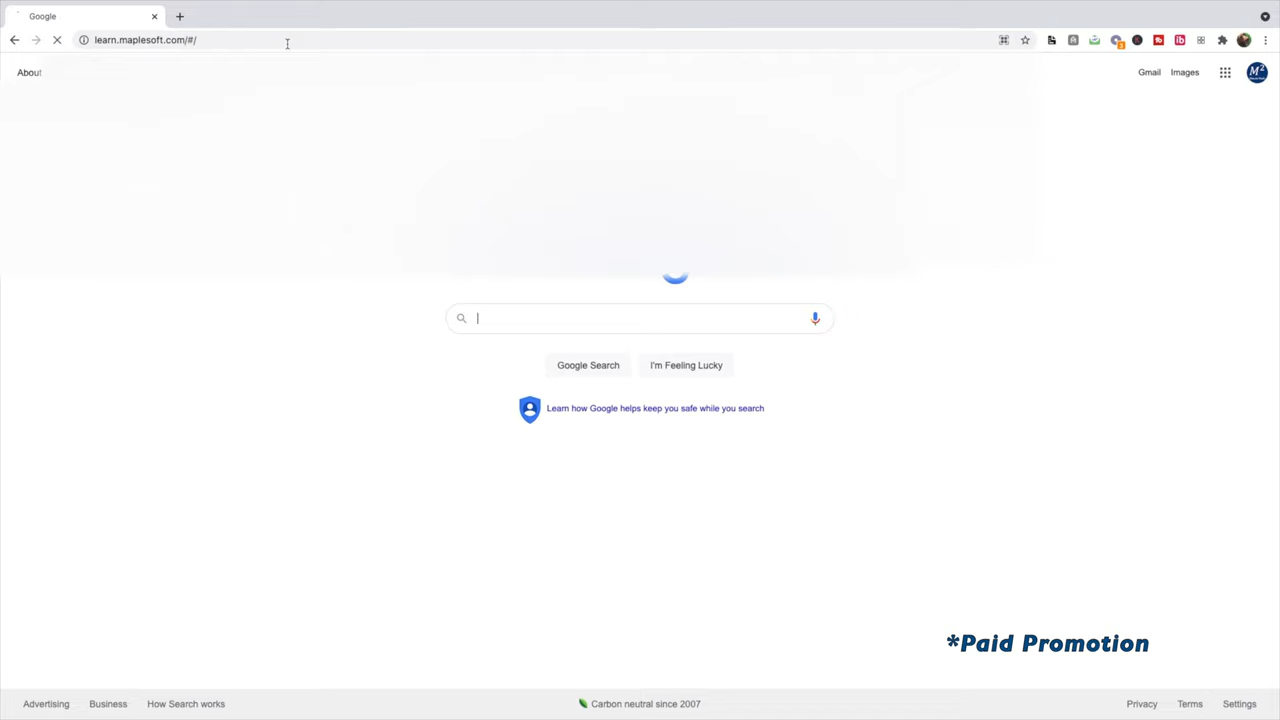 Google
learn.maplesoft.com/#/
About
Gmail Images
M²
Google Search I'm Feeling Lucky
Learn how Google helps keep you safe while you search
*Paid Promotion
Advertising Business How Search works Carbon neutral since 2007 Privacy Terms Settings